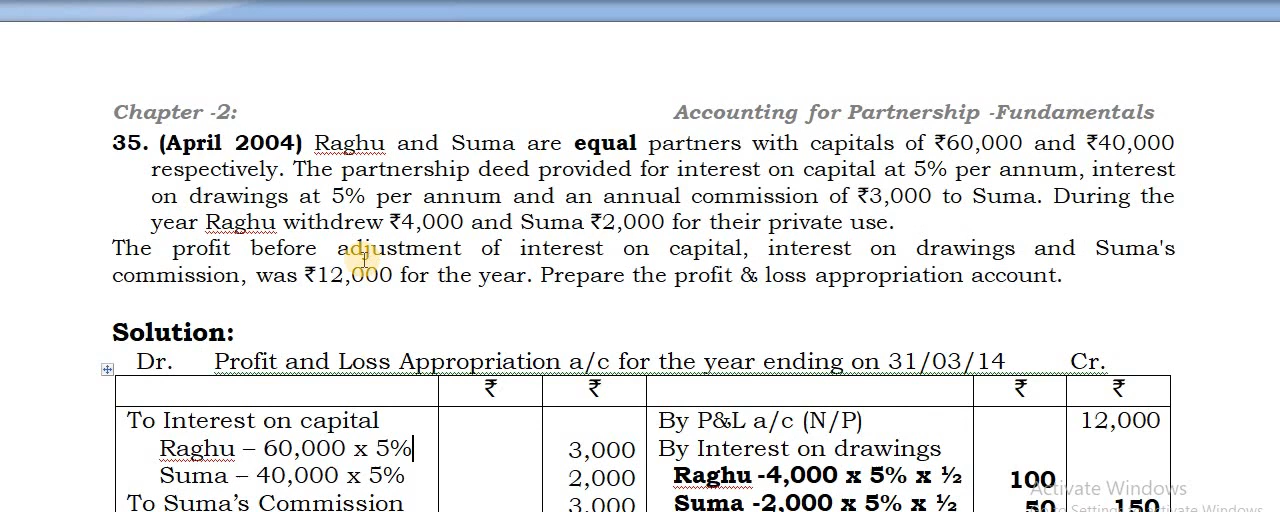 Chapter -2: Accounting for Partnership -Fundamentals
35. (April 2004) Raghu and Suma are equal partners with capitals of ₹60,000 and ₹40,000
respectively. The partnership deed provided for interest on capital at 5% per annum, interest
on drawings at 5% per annum and an annual commission of ₹3,000 to Suma. During the
year Raghu withdrew ₹4,000 and Suma ₹2,000 for their private use.
The profit before adjustment of interest on capital, interest on drawings and Suma's
commission, was ₹12,000 for the year. Prepare the profit & loss appropriation account.
Solution:
Dr. Profit and Loss Appropriation a/c for the year ending on 31/03/14 Cr.
₹ ₹ ₹ ₹
To Interest on capital By P&L a/c (N/P) 12,000
Raghu – 60,000 x 5% 3,000 By Interest on drawings
Suma – 40,000 x 5% 2,000 Raghu -4,000 x 5% x ½ 100
To Suma’s Commission 3,000 Suma -2,000 x 5% x ½ 50 150
Activate Windows